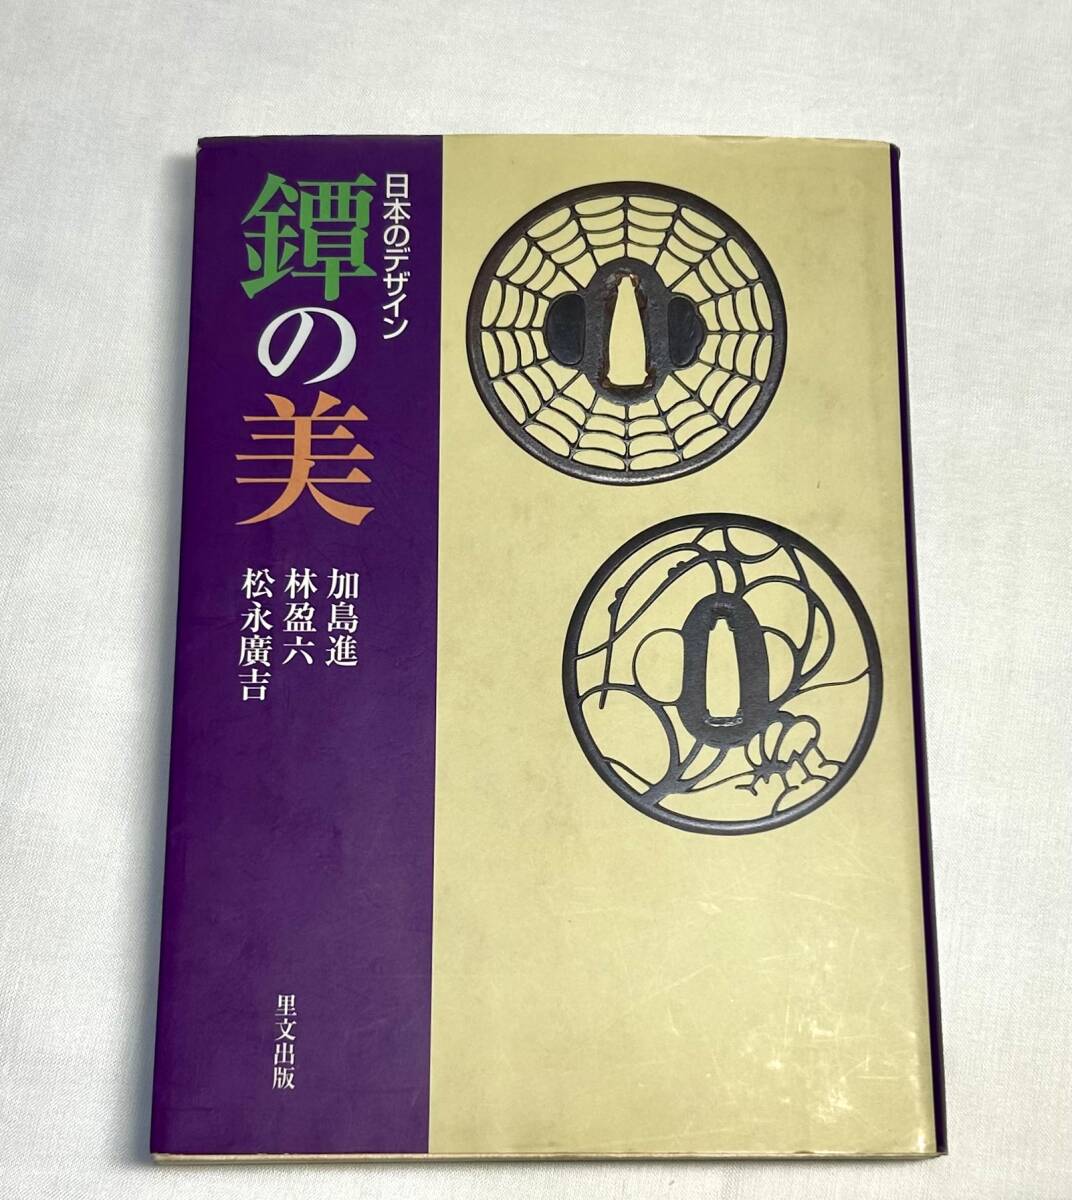 日本のデザイン
鐔の美
加島進
林盈六
松永廣吉
里文出版